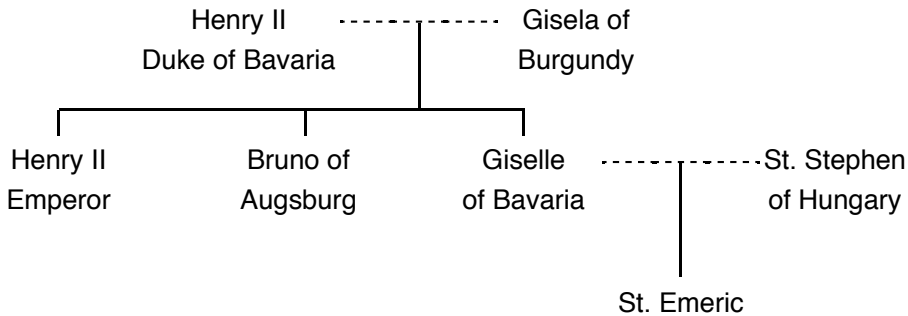 Henry II
Duke of Bavaria
Gisela of
Burgundy
Henry II
Emperor
Bruno of
Augsburg
Giselle
of Bavaria
St. Stephen
of Hungary
St. Emeric